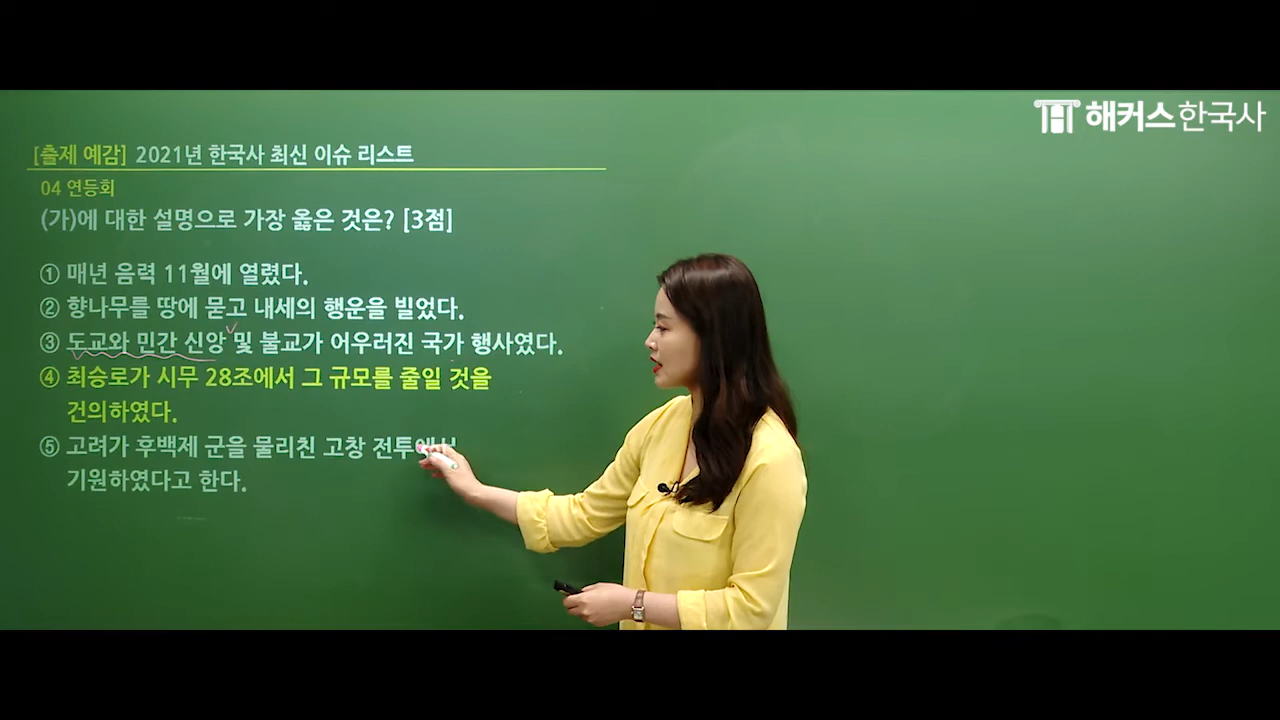 해커스한국사
[출제 예감] 2021년 한국사 최신 이슈 리스트
04 연등회
(가)에 대한 설명으로 가장 옳은 것은? [3점]
① 매년 음력 11월에 열렸다.
② 향나무를 땅에 묻고 내세의 행운을 빌었다.
③ 도교와 민간 신앙 및 불교가 어우러진 국가 행사였다.
④ 최승로가 시무 28조에서 그 규모를 줄일 것을
건의하였다.
⑤ 고려가 후백제 군을 물리친 고창 전투에서
기원하였다고 한다.